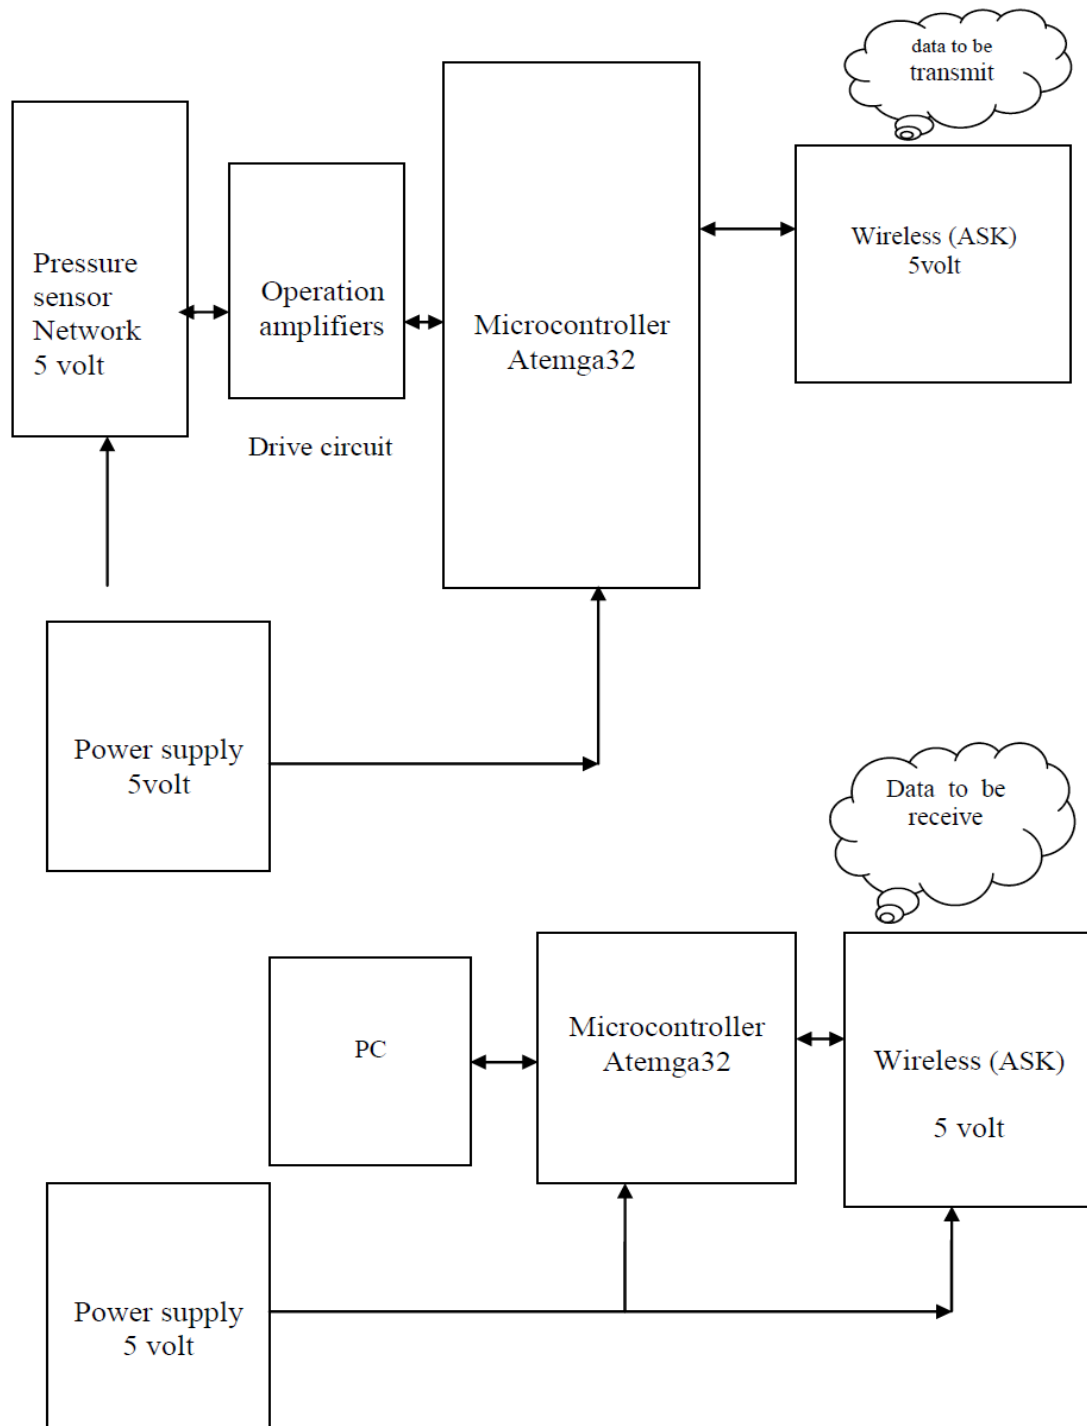 data to be
transmit
Pressure
sensor
Network
5 volt
Operation
amplifiers
Drive circuit
Microcontroller
Atemga32
Wireless (ASK)
5volt
Power supply
5volt
Data to be
receive
PC
Microcontroller
Atemga32
Wireless (ASK)
5 volt
Power supply
5 volt